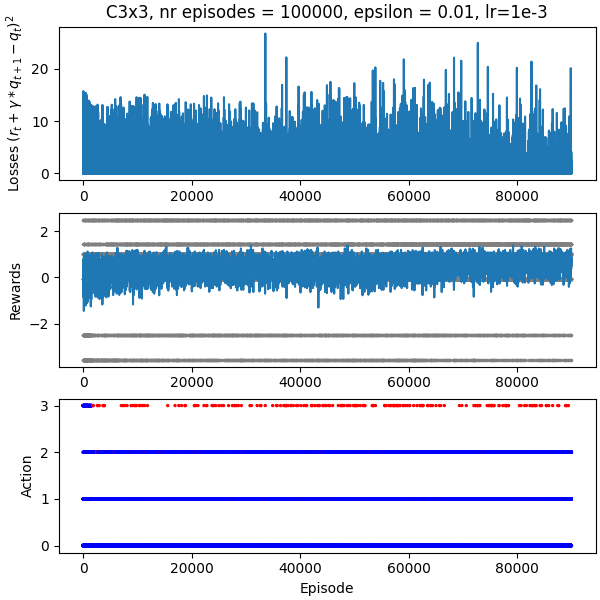 C3x3, nr episodes = 100000, epsilon = 0.01, lr=1e-3
Losses $(r_t + \gamma * q_{t+1} - q_t)^2$
20
10
0
0 20000 40000 60000 80000
Rewards
2
0
−2
0 20000 40000 60000 80000
Action
3
2
1
0
0 20000 40000 60000 80000
Episode